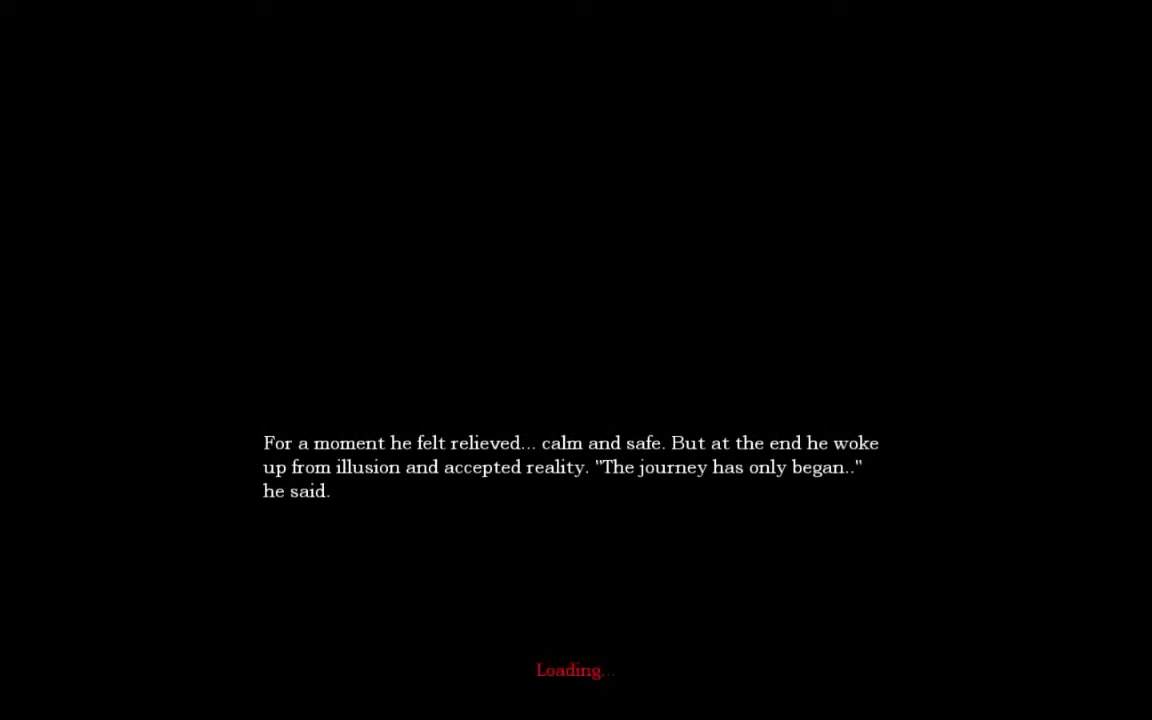 For a moment he felt relieved... calm and safe. But at the end he woke
up from illusion and accepted reality. "The journey has only began.."
he said.
Loading...